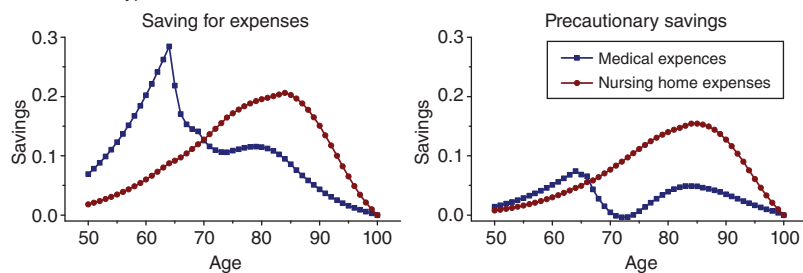 Saving for expenses
0.3
0.2
0.1
0.0
Savings
50 60 70 80 90 100
Age
Precautionary savings
Medical expences
Nursing home expenses
0.3
0.2
0.1
0.0
Savings
50 60 70 80 90 100
Age